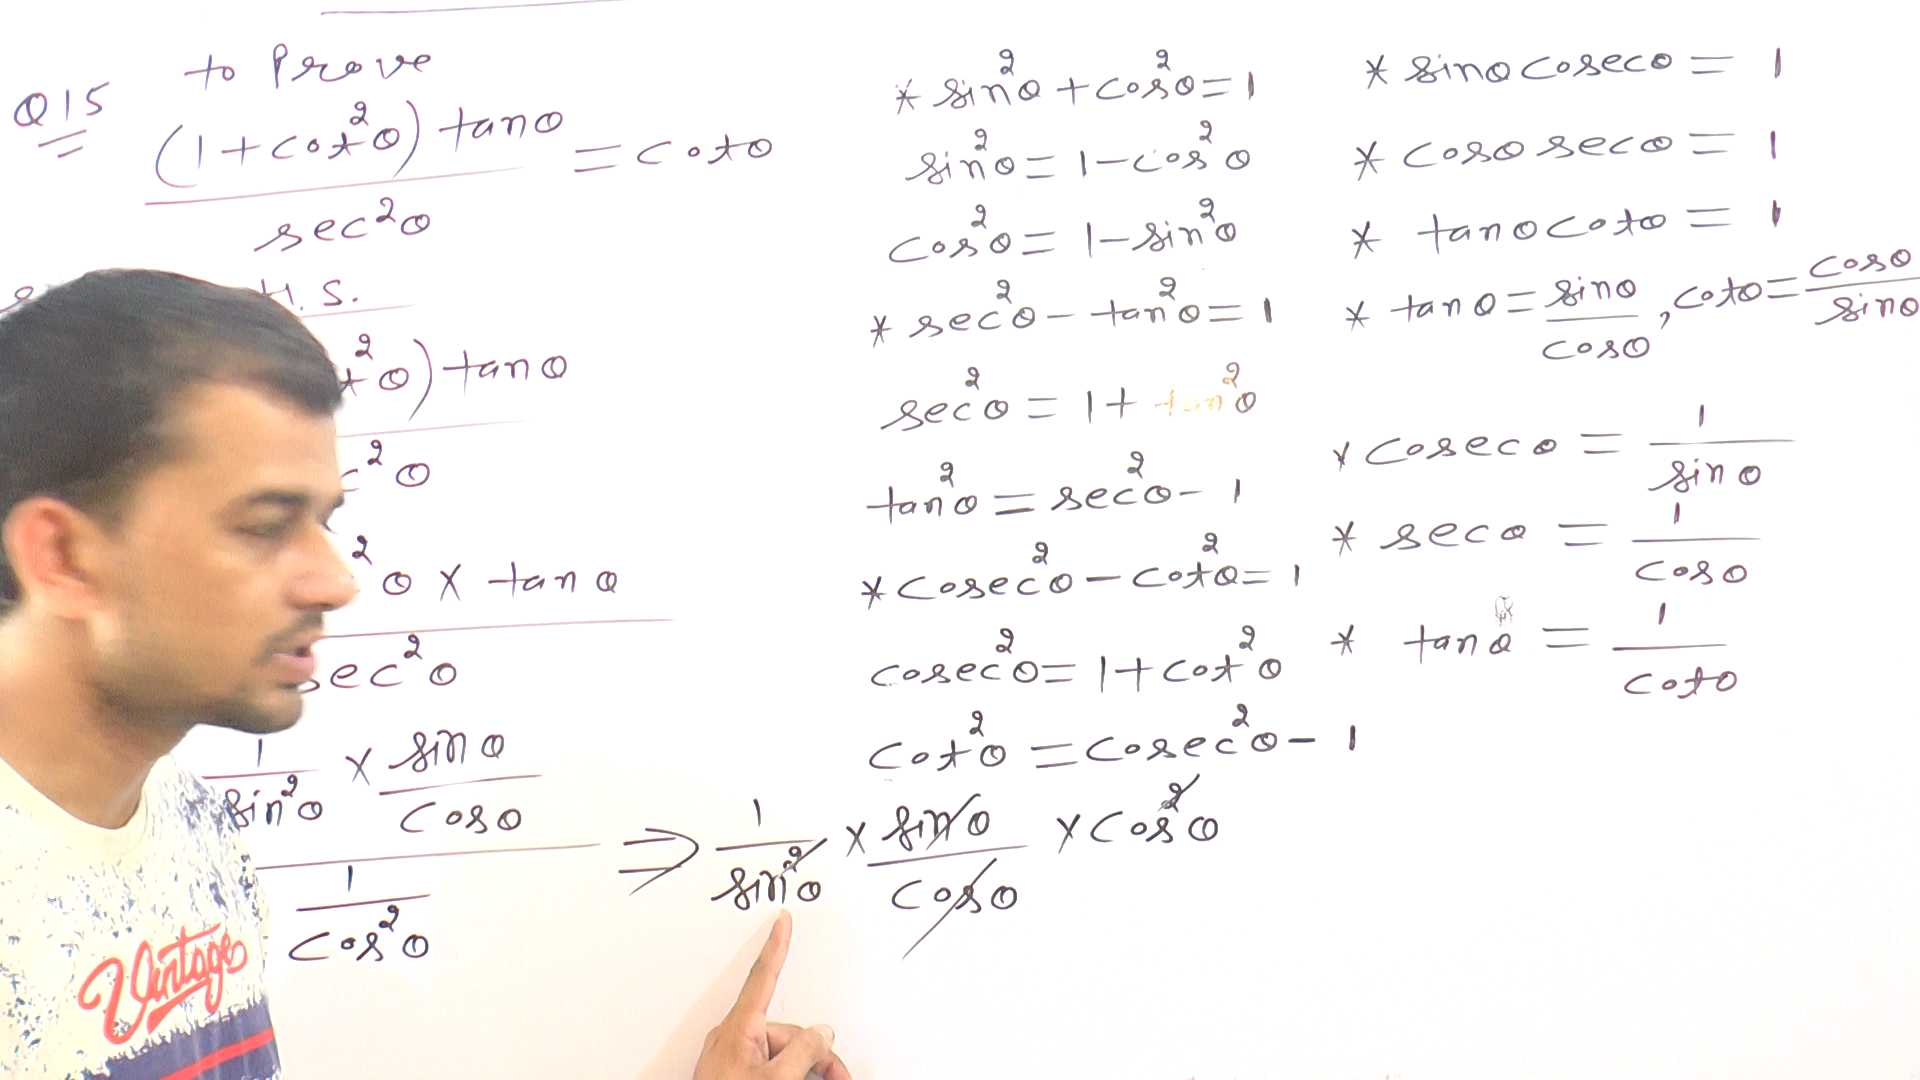 Q15 to Prove
(1+cot²θ) tanθ / sec²θ = cotθ
H.S.
t²θ) tanθ
c²θ
²θ × tanθ
sec²θ
1/sin²θ × sinθ/cosθ
1/cos²θ
⇒ 1/sin²θ × sinθ/cosθ × cos²θ
* sin²θ + cos²θ = 1
sin²θ = 1 - cos²θ
cos²θ = 1 - sin²θ
* sec²θ - tan²θ = 1
sec²θ = 1 + tan²θ
tan²θ = sec²θ - 1
* cosec²θ - cot²θ = 1
cosec²θ = 1 + cot²θ
cot²θ = cosec²θ - 1
* sinθ cosecθ = 1
* cosθ secθ = 1
* tanθ cotθ = 1
* tanθ = sinθ/cosθ, cotθ = cosθ/sinθ
* cosecθ = 1/sinθ
* secθ = 1/cosθ
* tanθ = 1/cotθ
Vintage